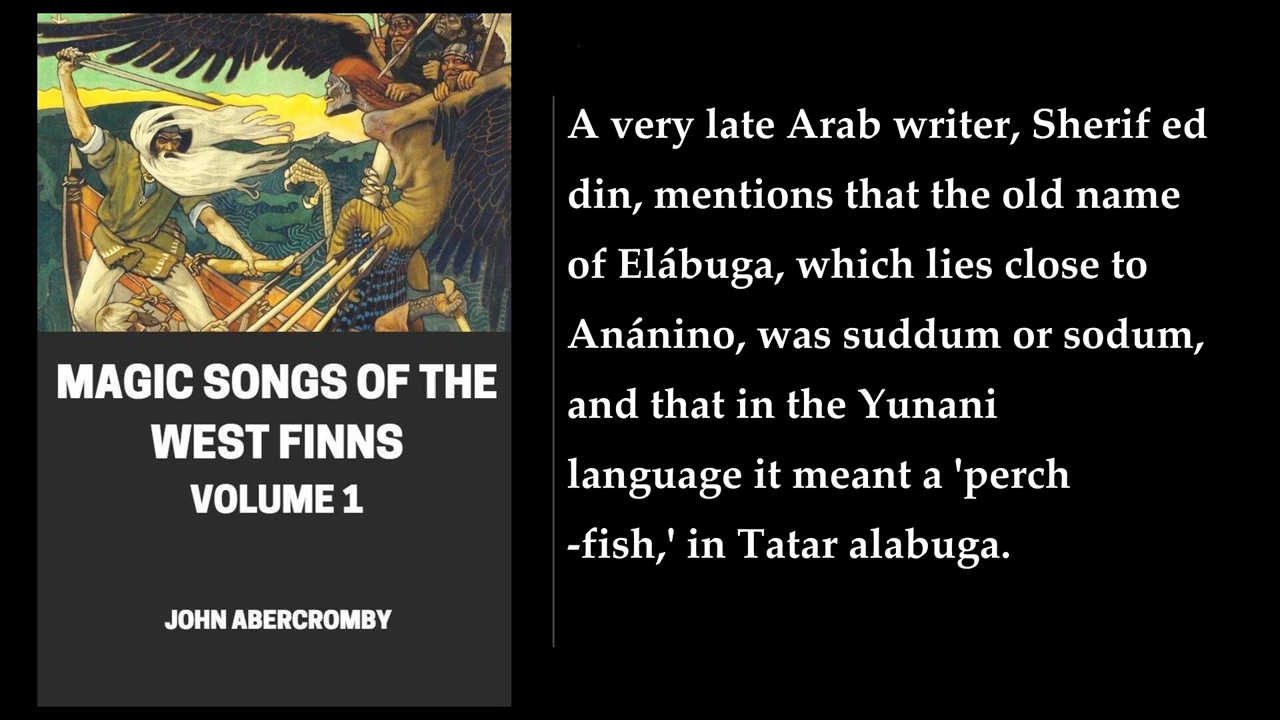 MAGIC SONGS OF THE
WEST FINNS
VOLUME 1
JOHN ABERCROMBY
A very late Arab writer, Sherif ed
din, mentions that the old name
of Elábuga, which lies close to
Anánino, was suddum or sodum,
and that in the Yunani
language it meant a 'perch
-fish,' in Tatar alabuga.